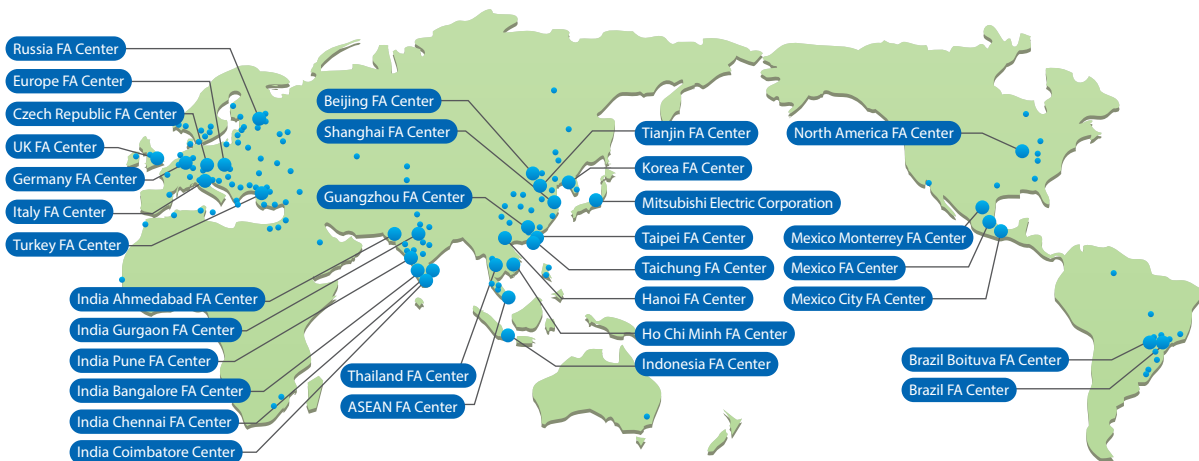 Russia FA Center
Europe FA Center
Czech Republic FA Center
UK FA Center
Germany FA Center
Italy FA Center
Turkey FA Center
India Ahmedabad FA Center
India Gurgaon FA Center
India Pune FA Center
India Bangalore FA Center
India Chennai FA Center
India Coimbatore Center
Beijing FA Center
Shanghai FA Center
Guangzhou FA Center
Thailand FA Center
ASEAN FA Center
Tianjin FA Center
Korea FA Center
Mitsubishi Electric Corporation
Taipei FA Center
Taichung FA Center
Hanoi FA Center
Ho Chi Minh FA Center
Indonesia FA Center
North America FA Center
Mexico Monterrey FA Center
Mexico FA Center
Mexico City FA Center
Brazil Boituva FA Center
Brazil FA Center